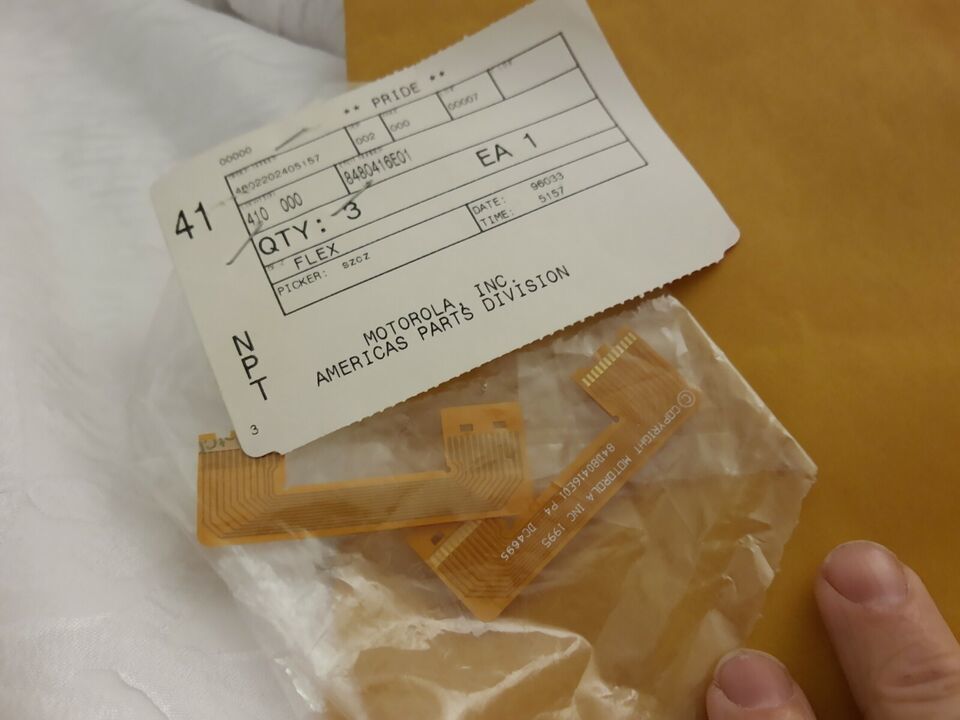 ** PRIDE **
00000
4802202405157
002
000
00007
410 000
8480416E01
EA 1
QTY: 3
FLEX
DATE: 96033
TIME: 5157
PICKER: szcz
41
MOTOROLA, INC.
AMERICAS PARTS DIVISION
NPT
3
© COPYRIGHT MOTOROLA INC 1995
84D80416E01 P4 DC4695